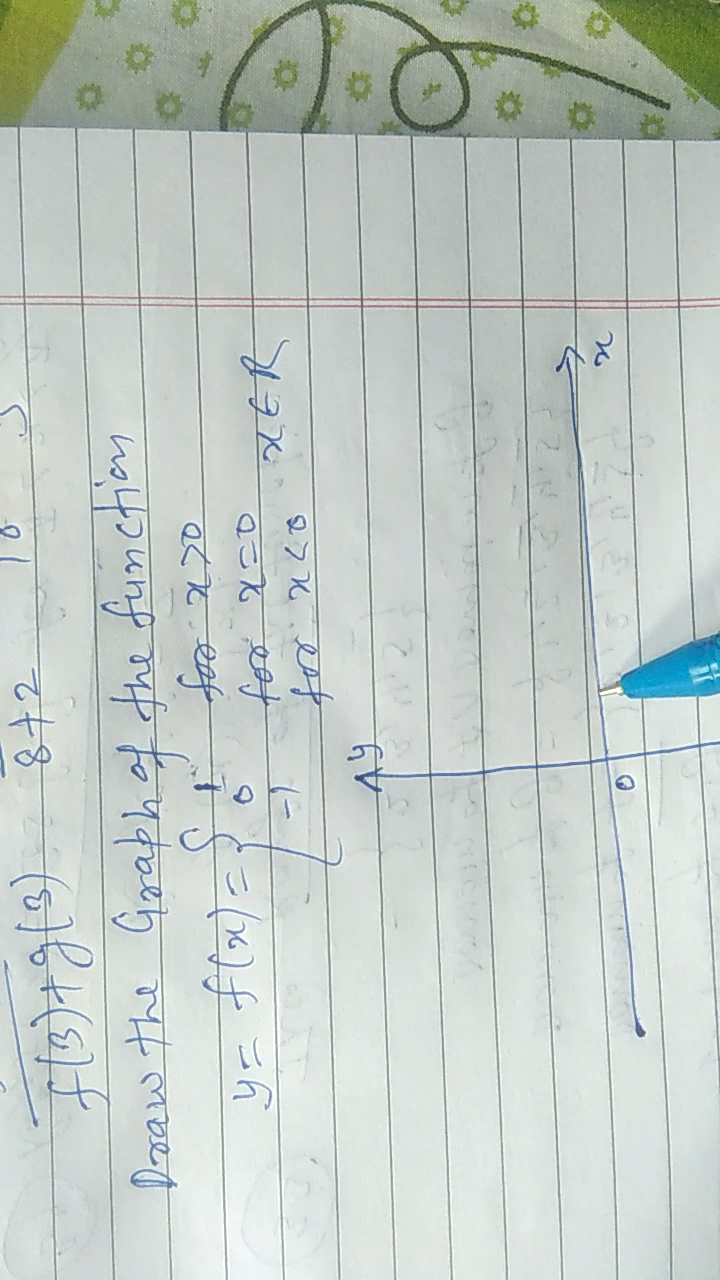 f(3)+g(3) 8+2 10 5
Draw the Graph of the function
y = f(x) = { 1 for x>0
0 for x=0 x∈R
-1 for x<0
y
x
0